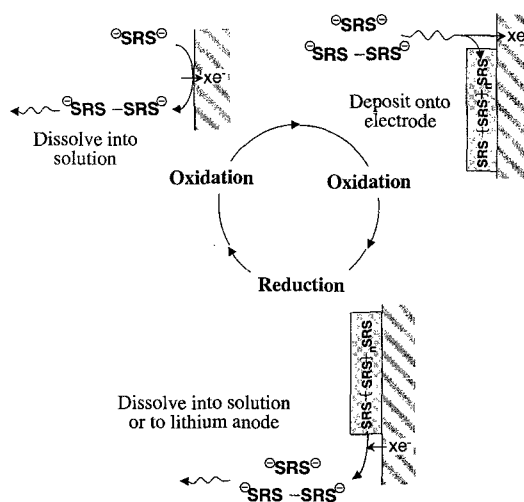 ⊖SRS⊖
xe⁻
⊖SRS –SRS⊖
Dissolve into
solution
⊖SRS⊖
⊖SRS –SRS⊖
xe⁻
SRS–(SRS)–SRS
n
Deposit onto
electrode
Oxidation
Oxidation
Reduction
SRS–(SRS)–SRS
n
Dissolve into solution
or to lithium anode
xe⁻
⊖SRS⊖
⊖SRS –SRS⊖